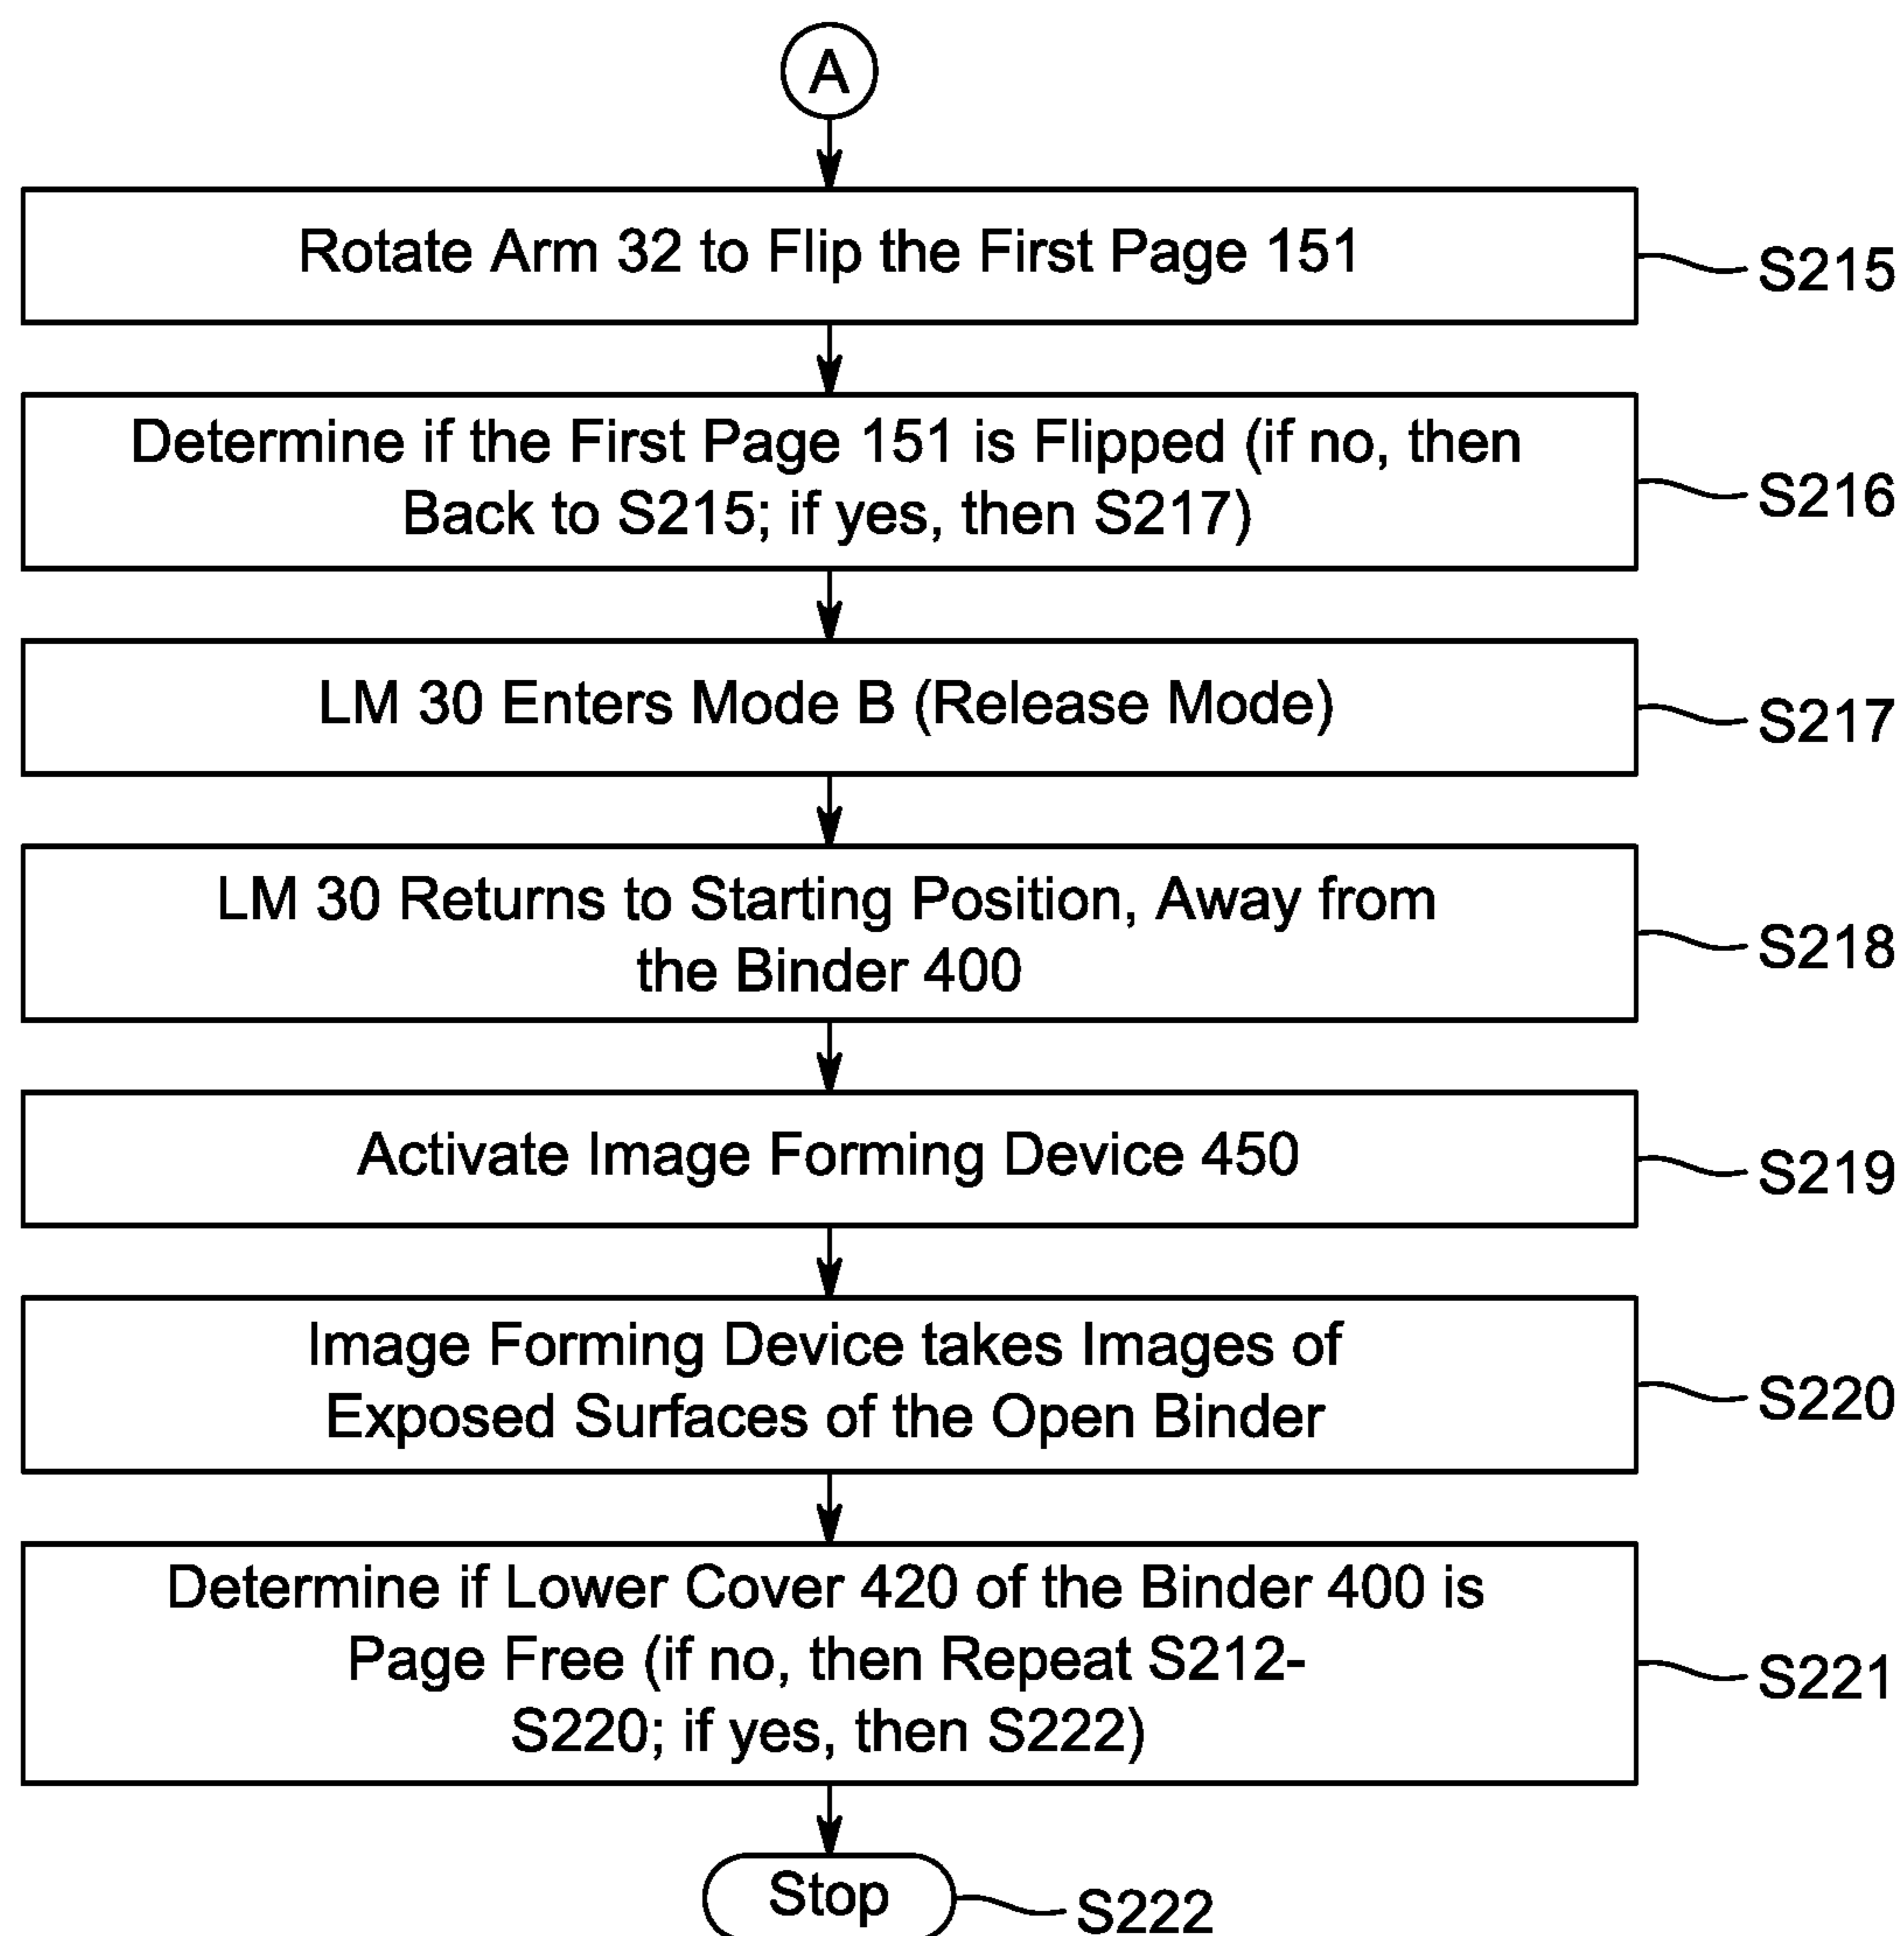 A
Rotate Arm 32 to Flip the First Page 151
S215
Determine if the First Page 151 is Flipped (if no, then
Back to S215; if yes, then S217)
S216
LM 30 Enters Mode B (Release Mode)
S217
LM 30 Returns to Starting Position, Away from
the Binder 400
S218
Activate Image Forming Device 450
S219
Image Forming Device takes Images of
Exposed Surfaces of the Open Binder
S220
Determine if Lower Cover 420 of the Binder 400 is
Page Free (if no, then Repeat S212-
S220; if yes, then S222)
S221
Stop
S222